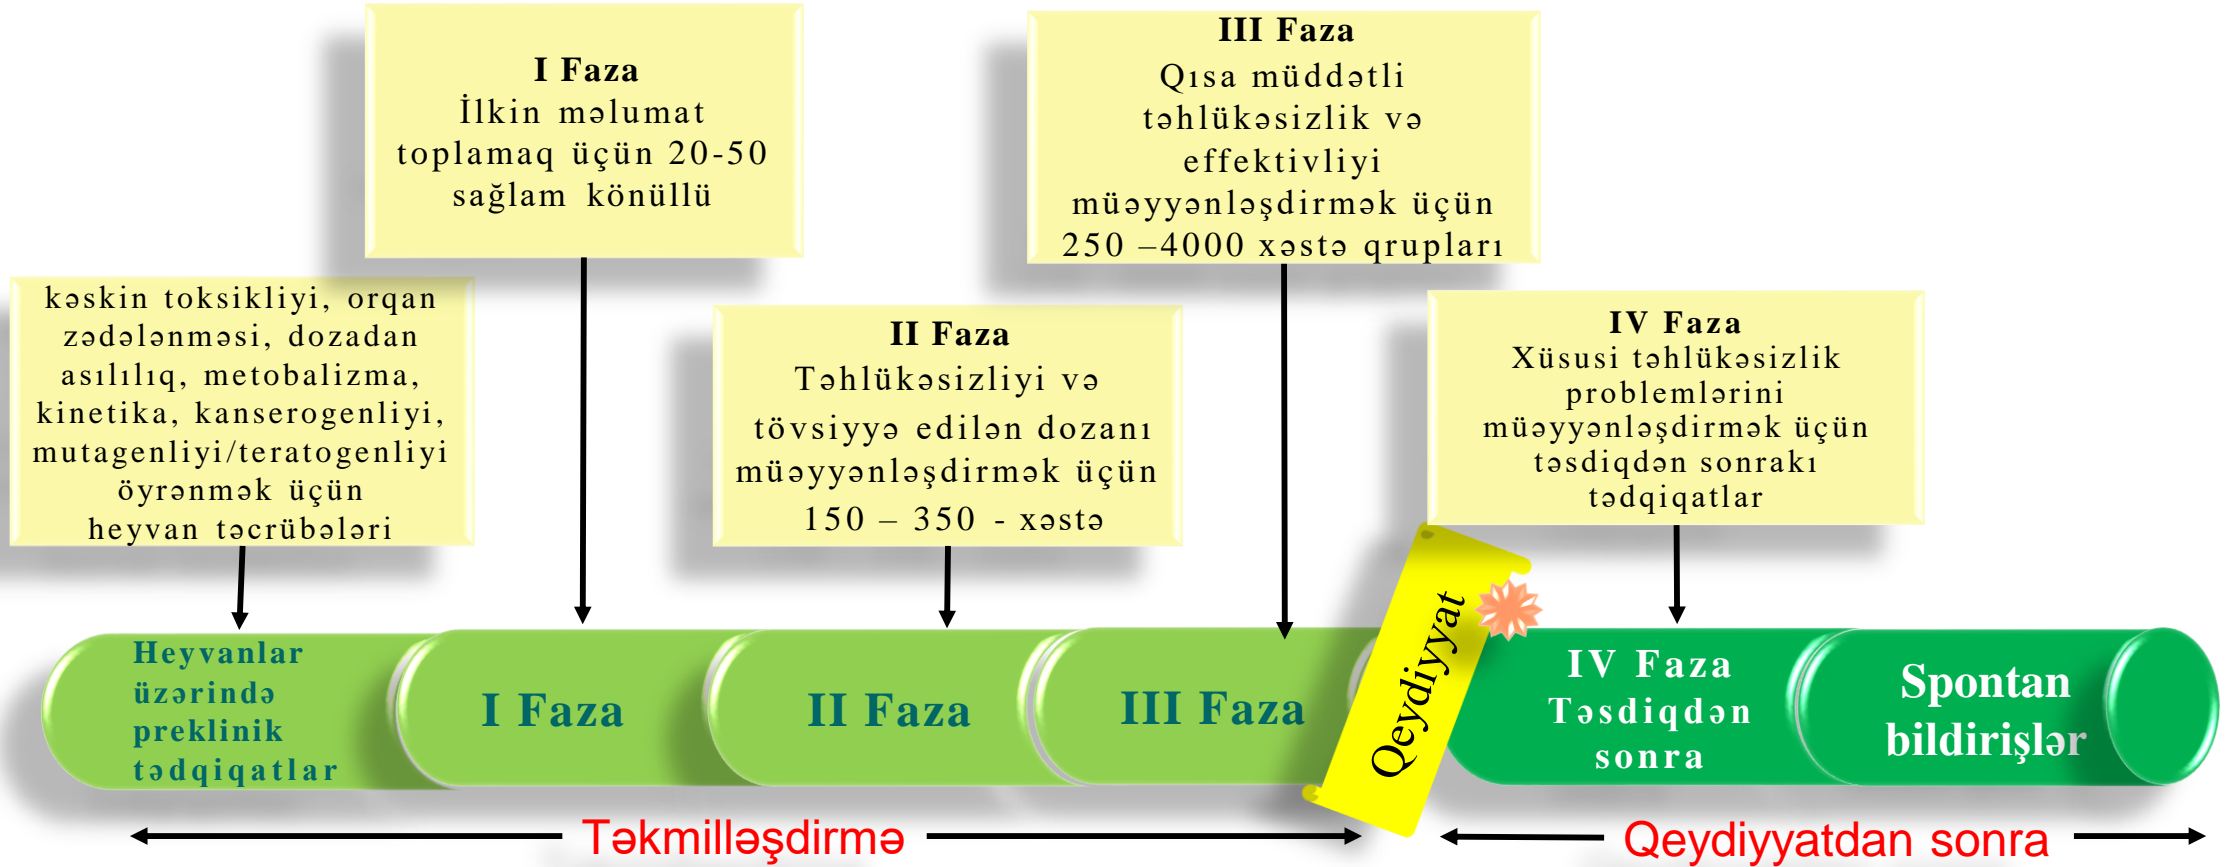 I Faza
İlkin məlumat
toplamaq üçün 20-50
sağlam könüllü
III Faza
Qısa müddətli
təhlükəsizlik və
effektivliyi
müəyyənləşdirmək üçün
250 –4000 xəstə qrupları
kəskin toksikliyi, orqan
zədələnməsi, dozadan
asılılıq, metobalizma,
kinetika, kanserogenliyi,
mutagenliyi/teratogenliyi
öyrənmək üçün
heyvan təcrübələri
II Faza
Təhlükəsizliyi və
tövsiyyə edilən dozanı
müəyyənləşdirmək üçün
150 – 350 - xəstə
IV Faza
Xüsusi təhlükəsizlik
problemlərini
müəyyənləşdirmək üçün
təsdiqdən sonrakı
tədqiqatlar
Heyvanlar
üzərində
preklinik
tədqiqatlar
I Faza
II Faza
III Faza
Qeydiyyat
IV Faza
Təsdiqdən
sonra
Spontan
bildirişlər
Təkmilləşdirmə
Qeydiyyatdan sonra